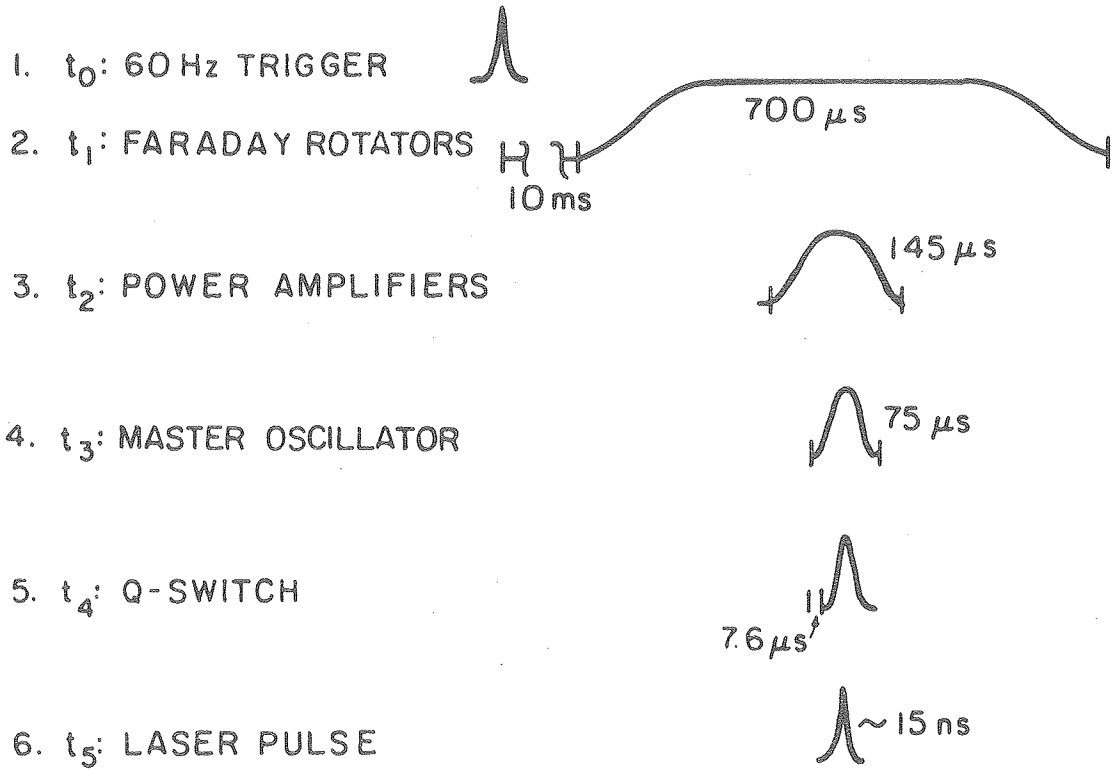 1. t₀: 60 Hz TRIGGER
700 μs
2. t₁: FARADAY ROTATORS
10 ms
145 μs
3. t₂: POWER AMPLIFIERS
75 μs
4. t₃: MASTER OSCILLATOR
5. t₄: Q-SWITCH
7.6 μs
~15 ns
6. t₅: LASER PULSE